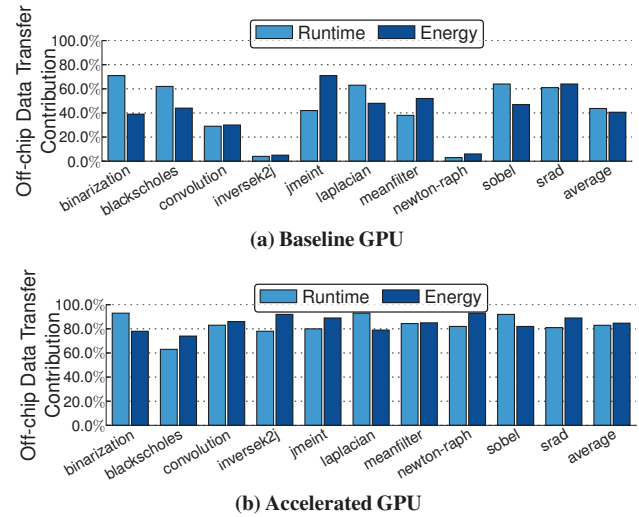 Off-chip Data Transfer
Contribution
100.0%
80.0%
60.0%
40.0%
20.0%
0.0%
Runtime Energy
binarization blackscholes convolution inversek2j jmeint laplacian meanfilter newton-raph sobel srad average
(a) Baseline GPU
Off-chip Data Transfer
Contribution
100.0%
80.0%
60.0%
40.0%
20.0%
0.0%
Runtime Energy
binarization blackscholes convolution inversek2j jmeint laplacian meanfilter newton-raph sobel srad average
(b) Accelerated GPU